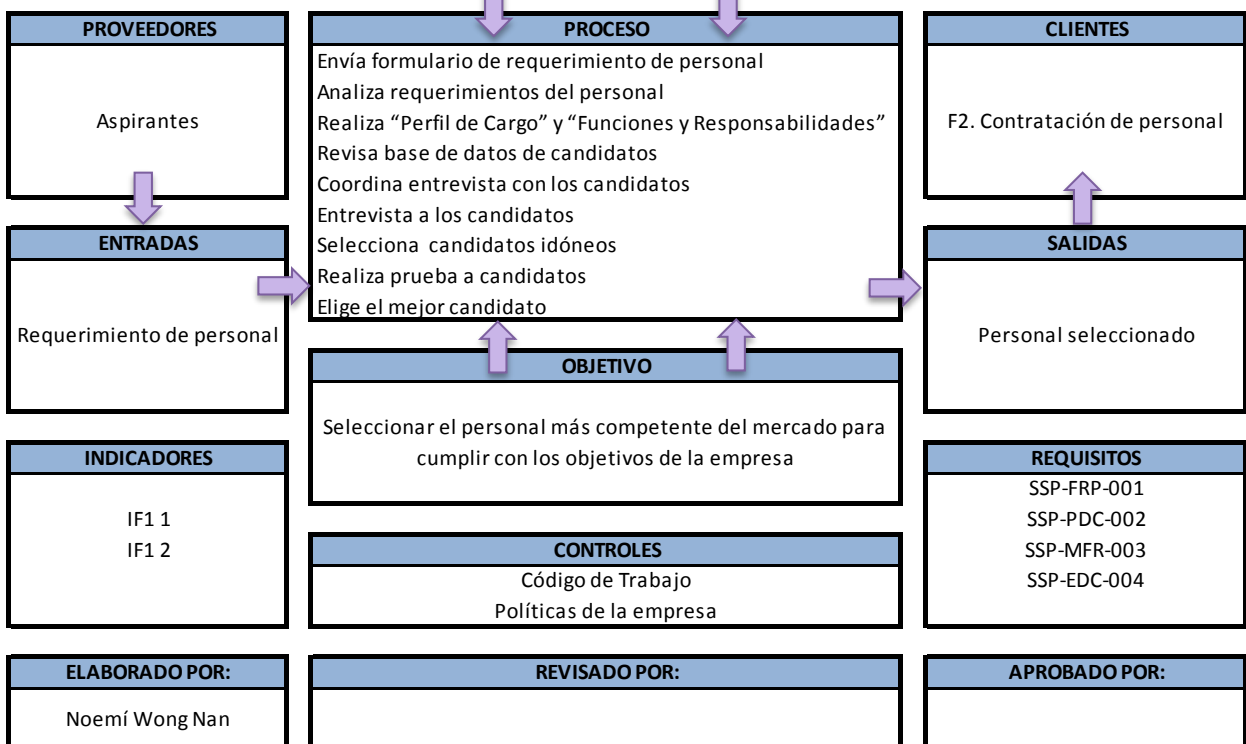 PROVEEDORES
Aspirantes
ENTRADAS
Requerimiento de personal
INDICADORES
IF1 1
IF1 2
ELABORADO POR:
Noemí Wong Nan
PROCESO
Envía formulario de requerimiento de personal
Analiza requerimientos del personal
Realiza “Perfil de Cargo” y “Funciones y Responsabilidades”
Revisa base de datos de candidatos
Coordina entrevista con los candidatos
Entrevista a los candidatos
Selecciona candidatos idóneos
Realiza prueba a candidatos
Elige el mejor candidato
OBJETIVO
Seleccionar el personal más competente del mercado para
cumplir con los objetivos de la empresa
CONTROLES
Código de Trabajo
Políticas de la empresa
REVISADO POR:
CLIENTES
F2. Contratación de personal
SALIDAS
Personal seleccionado
REQUISITOS
SSP-FRP-001
SSP-PDC-002
SSP-MFR-003
SSP-EDC-004
APROBADO POR: